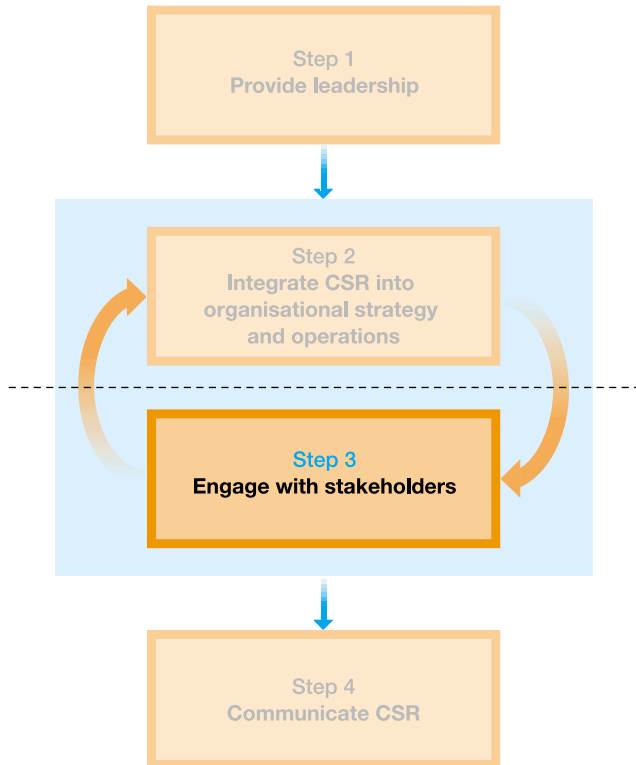 Step 1
Provide leadership
Step 2
Integrate CSR into
organisational strategy
and operations
Step 3
Engage with stakeholders
Step 4
Communicate CSR